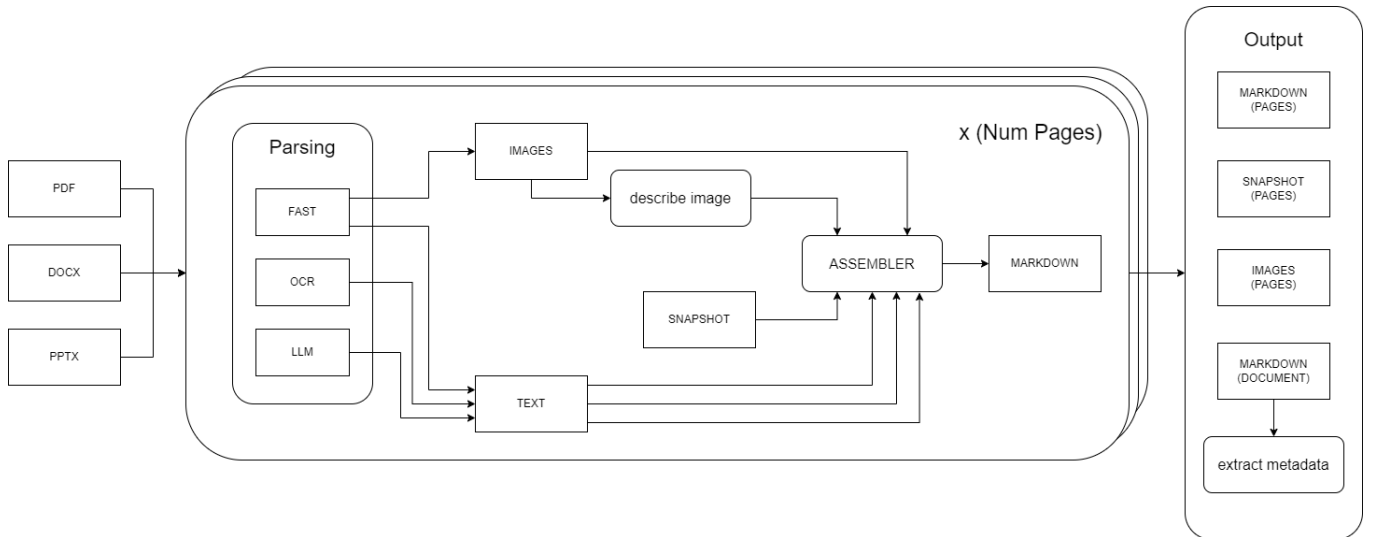 PDF
DOCX
PPTX
x (Num Pages)
Parsing
FAST
OCR
LLM
IMAGES
describe image
SNAPSHOT
TEXT
ASSEMBLER
MARKDOWN
Output
MARKDOWN
(PAGES)
SNAPSHOT
(PAGES)
IMAGES
(PAGES)
MARKDOWN
(DOCUMENT)
extract metadata